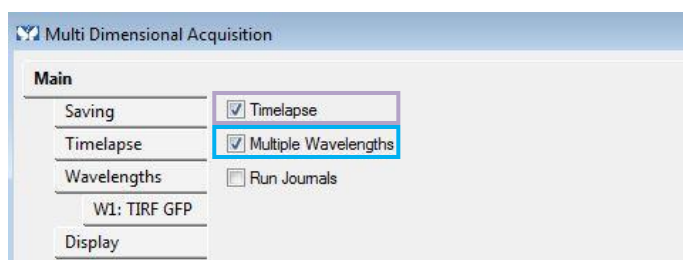 Multi Dimensional Acquisition
Main
Saving
Timelapse
Timelapse
Multiple Wavelengths
Wavelengths
Run Journals
W1: TIRF GFP
Display